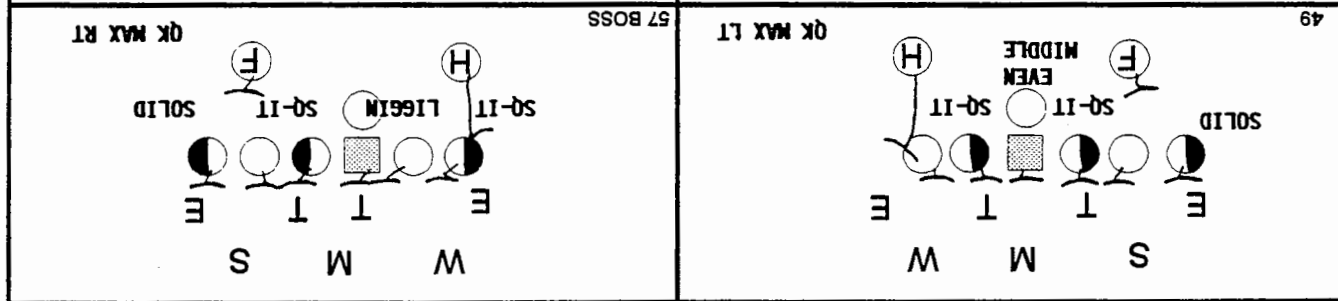 S M W
E T T E
SOLID
SQ-IT SQ-IT
EVEN
MIDDLE
F H
49 QK MAX LT
W M S
E T T E
SQ-IT LIGGIN SQ-IT SOLID
H F
57 BOSS QK MAX RT